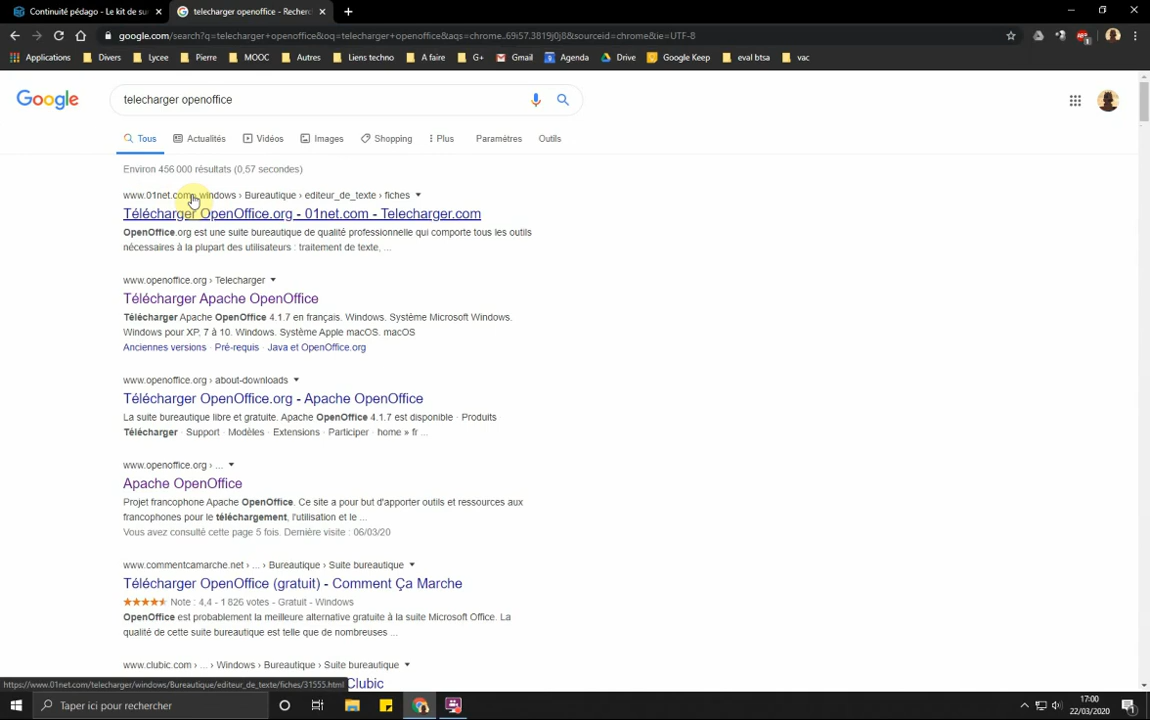 Continuité pédago - Le kit de su
telecharger openoffice - Recherc
google.com/search?q=telecharger+openoffice&oq=telecharger+openoffice&aqs=chrome..69i57.3819j0j8&sourceid=chrome&ie=UTF-8
Applications Divers Lycee Pierre MOOC Autres Liens techno A faire G+ Gmail Agenda Drive Google Keep eval btsa vac
Google
telecharger openoffice
Tous Actualités Vidéos Images Shopping Plus Paramètres Outils
Environ 456 000 résultats (0,57 secondes)
www.01net.com › windows › Bureautique › editeur_de_texte › fiches
Télécharger OpenOffice.org - 01net.com - Telecharger.com
OpenOffice.org est une suite bureautique de qualité professionnelle qui comporte tous les outils
nécessaires à la plupart des utilisateurs : traitement de texte, ...
www.openoffice.org › Telecharger
Télécharger Apache OpenOffice
Télécharger Apache OpenOffice 4.1.7 en français. Windows. Système Microsoft Windows.
Windows pour XP, 7 à 10. Windows. Système Apple macOS. macOS
Anciennes versions · Pré-requis · Java et OpenOffice.org
www.openoffice.org › about-downloads
Télécharger OpenOffice.org - Apache OpenOffice
La suite bureautique libre et gratuite. Apache OpenOffice 4.1.7 est disponible · Produits
Télécharger · Support · Modèles · Extensions · Participer · home » fr ...
www.openoffice.org › ...
Apache OpenOffice
Projet francophone Apache OpenOffice. Ce site a pour but d'apporter outils et ressources aux
francophones pour le téléchargement, l'utilisation et le ...
Vous avez consulté cette page 5 fois. Dernière visite : 06/03/20
www.commentcamarche.net › ... › Bureautique › Suite bureautique
Télécharger OpenOffice (gratuit) - Comment Ça Marche
Note : 4,4 - 1 826 votes - Gratuit - Windows
OpenOffice est probablement la meilleure alternative gratuite à la suite Microsoft Office. La
qualité de cette suite bureautique est telle que de nombreuses ...
www.clubic.com › ... › Windows › Bureautique › Suite bureautique
Clubic
https://www.01net.com/telecharger/windows/Bureautique/editeur_de_texte/fiches/31555.html
Taper ici pour rechercher
17:00
22/03/2020